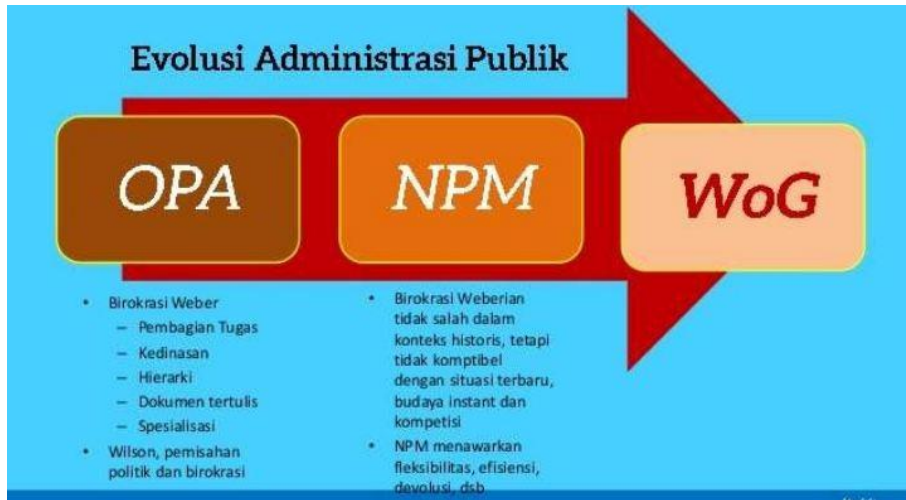 Evolusi Administrasi Publik
OPA
NPM
WoG
• Birokrasi Weber
– Pembagian Tugas
– Kedinasan
– Hierarki
– Dokumen tertulis
– Spesialisasi
• Wilson, pemisahan
politik dan birokrasi
• Birokrasi Weberian
tidak salah dalam
konteks historis, tetapi
tidak komptibel
dengan situasi terbaru,
budaya instant dan
kompetisi
• NPM menawarkan
fleksibilitas, efisiensi,
devolusi, dsb